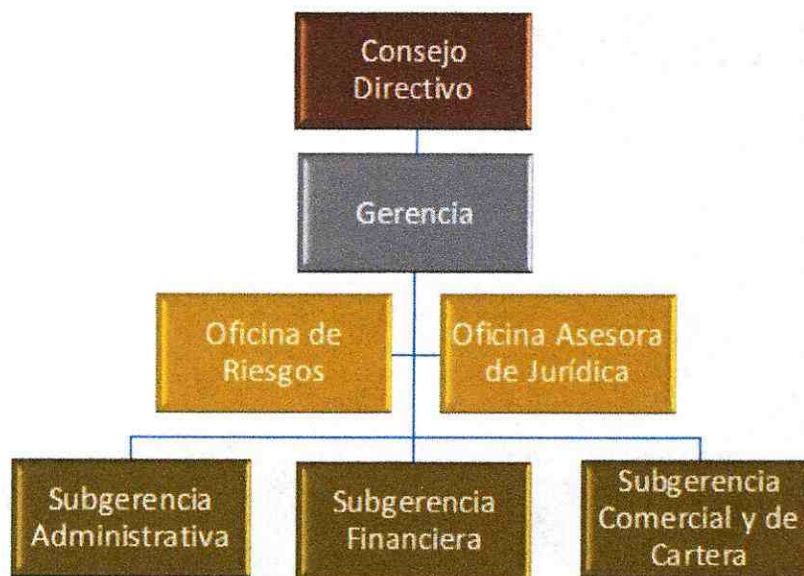 Consejo
Directivo
Gerencia
Oficina de
Riesgos
Oficina Asesora
de Jurídica
Subgerencia
Administrativa
Subgerencia
Financiera
Subgerencia
Comercial y de
Cartera